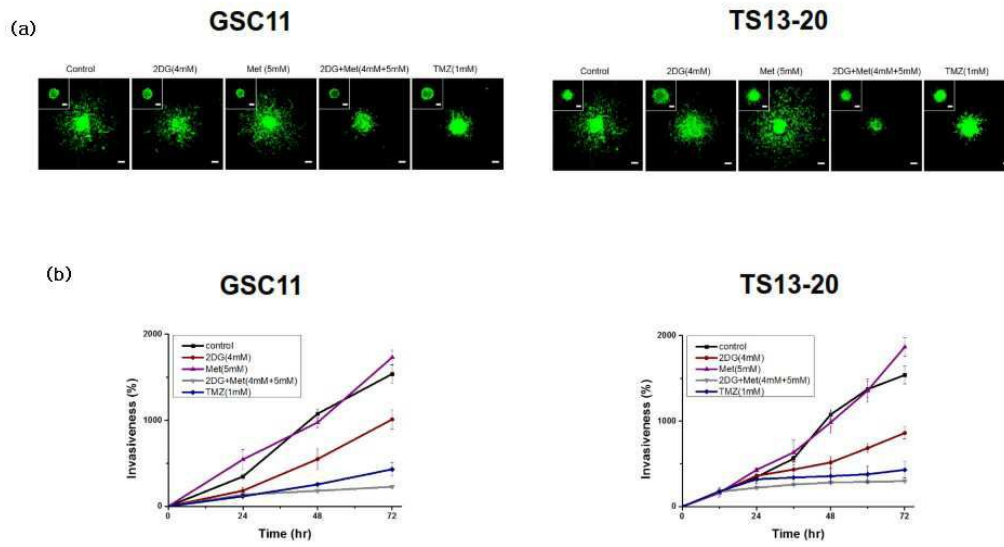 (a)
GSC11
TS13-20
Control 2DG(4mM) Met (5mM) 2DG+Met(4mM+5mM) TMZ(1mM)
Control 2DG(4mM) Met (5mM) 2DG+Met(4mM+5mM) TMZ(1mM)
(b)
GSC11
Invasiveness (%)
2000
1000
0
control
2DG(4mM)
Met(5mM)
2DG+Met(4mM+5mM)
TMZ(1mM)
0 24 48 72
Time (hr)
TS13-20
Invasiveness (%)
2000
1000
0
control
2DG(4mM)
Met(5mM)
2DG+Met(4mM+5mM)
TMZ(1mM)
0 24 48 72
Time (hr)